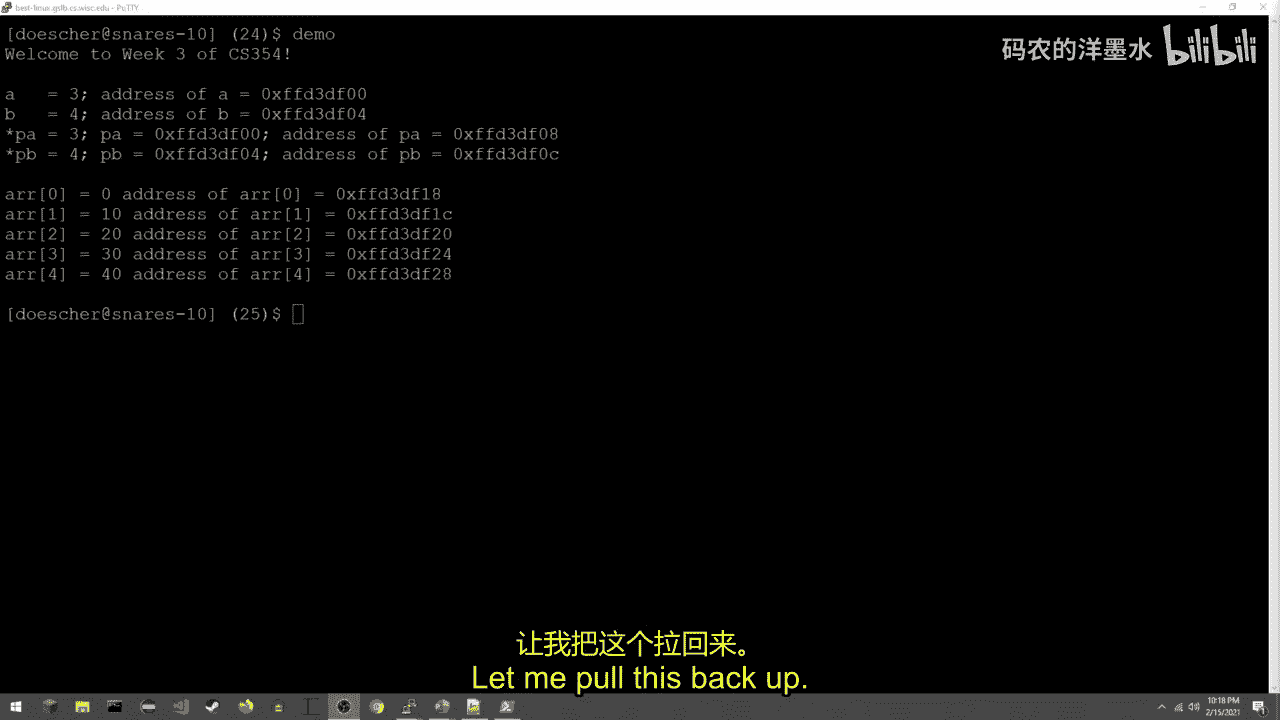 best-linux.gslb.cs.wisc.edu - PuTTY
[doescher@snares-10] (24)$ demo
Welcome to Week 3 of CS354!
码农的洋墨水 bilibili
a   = 3; address of a = 0xffd3df00
b   = 4; address of b = 0xffd3df04
*pa = 3; pa = 0xffd3df00; address of pa = 0xffd3df08
*pb = 4; pb = 0xffd3df04; address of pb = 0xffd3df0c
arr[0] = 0 address of arr[0] = 0xffd3df18
arr[1] = 10 address of arr[1] = 0xffd3df1c
arr[2] = 20 address of arr[2] = 0xffd3df20
arr[3] = 30 address of arr[3] = 0xffd3df24
arr[4] = 40 address of arr[4] = 0xffd3df28
[doescher@snares-10] (25)$
让我把这个拉回来。
Let me pull this back up.
10:18 PM
2/15/2021